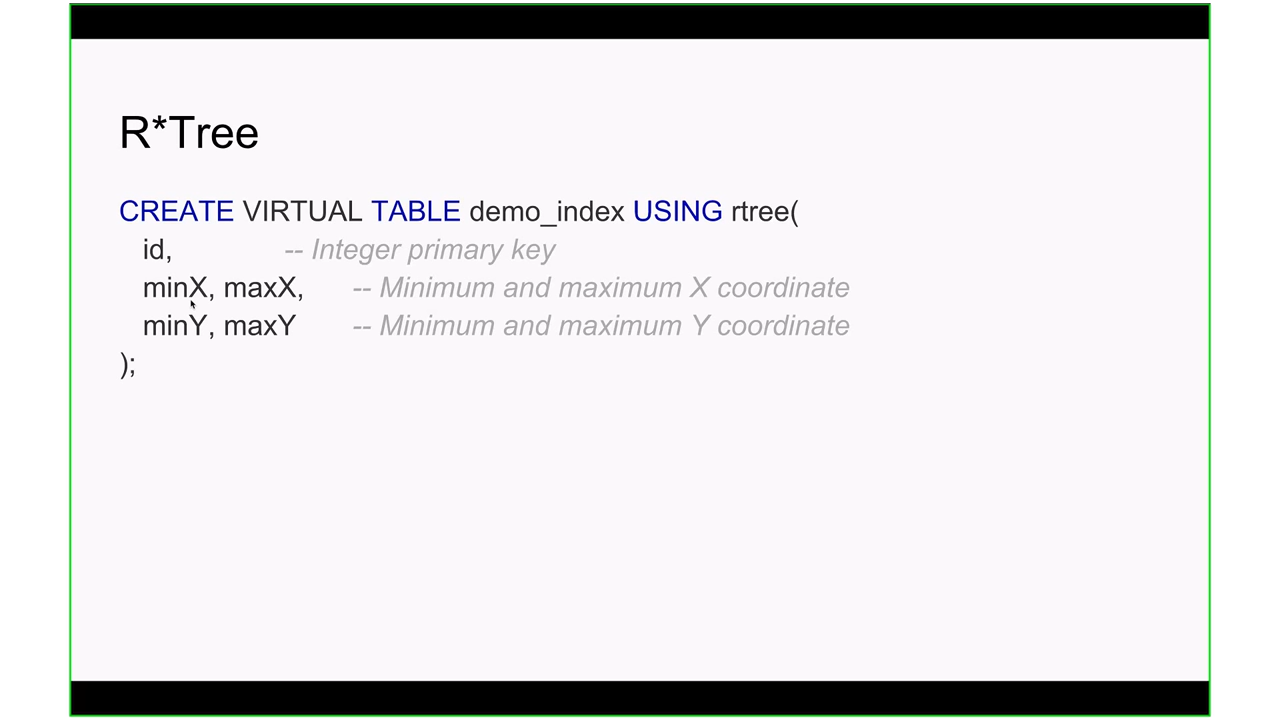 R*Tree
CREATE VIRTUAL TABLE demo_index USING rtree(
id, -- Integer primary key
minX, maxX, -- Minimum and maximum X coordinate
minY, maxY -- Minimum and maximum Y coordinate
);